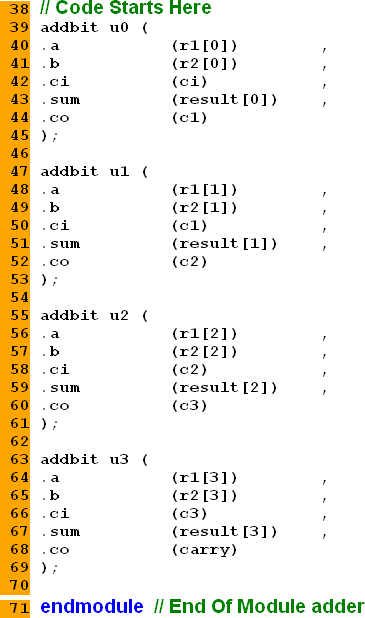 38 // Code Starts Here
39 addbit u0 (
40 .a (r1[0]) ,
41 .b (r2[0]) ,
42 .ci (ci) ,
43 .sum (result[0]) ,
44 .co (c1)
45 );
46
47 addbit u1 (
48 .a (r1[1]) ,
49 .b (r2[1]) ,
50 .ci (c1) ,
51 .sum (result[1]) ,
52 .co (c2)
53 );
54
55 addbit u2 (
56 .a (r1[2]) ,
57 .b (r2[2]) ,
58 .ci (c2) ,
59 .sum (result[2]) ,
60 .co (c3)
61 );
62
63 addbit u3 (
64 .a (r1[3]) ,
65 .b (r2[3]) ,
66 .ci (c3) ,
67 .sum (result[3]) ,
68 .co (carry)
69 );
70
71 endmodule // End Of Module adder